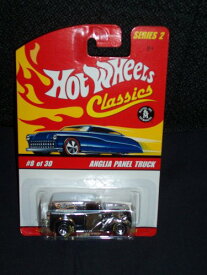 SERIES 2
Hot Wheels
Classics
#8 of 30
ANGLIA PANEL TRUCK